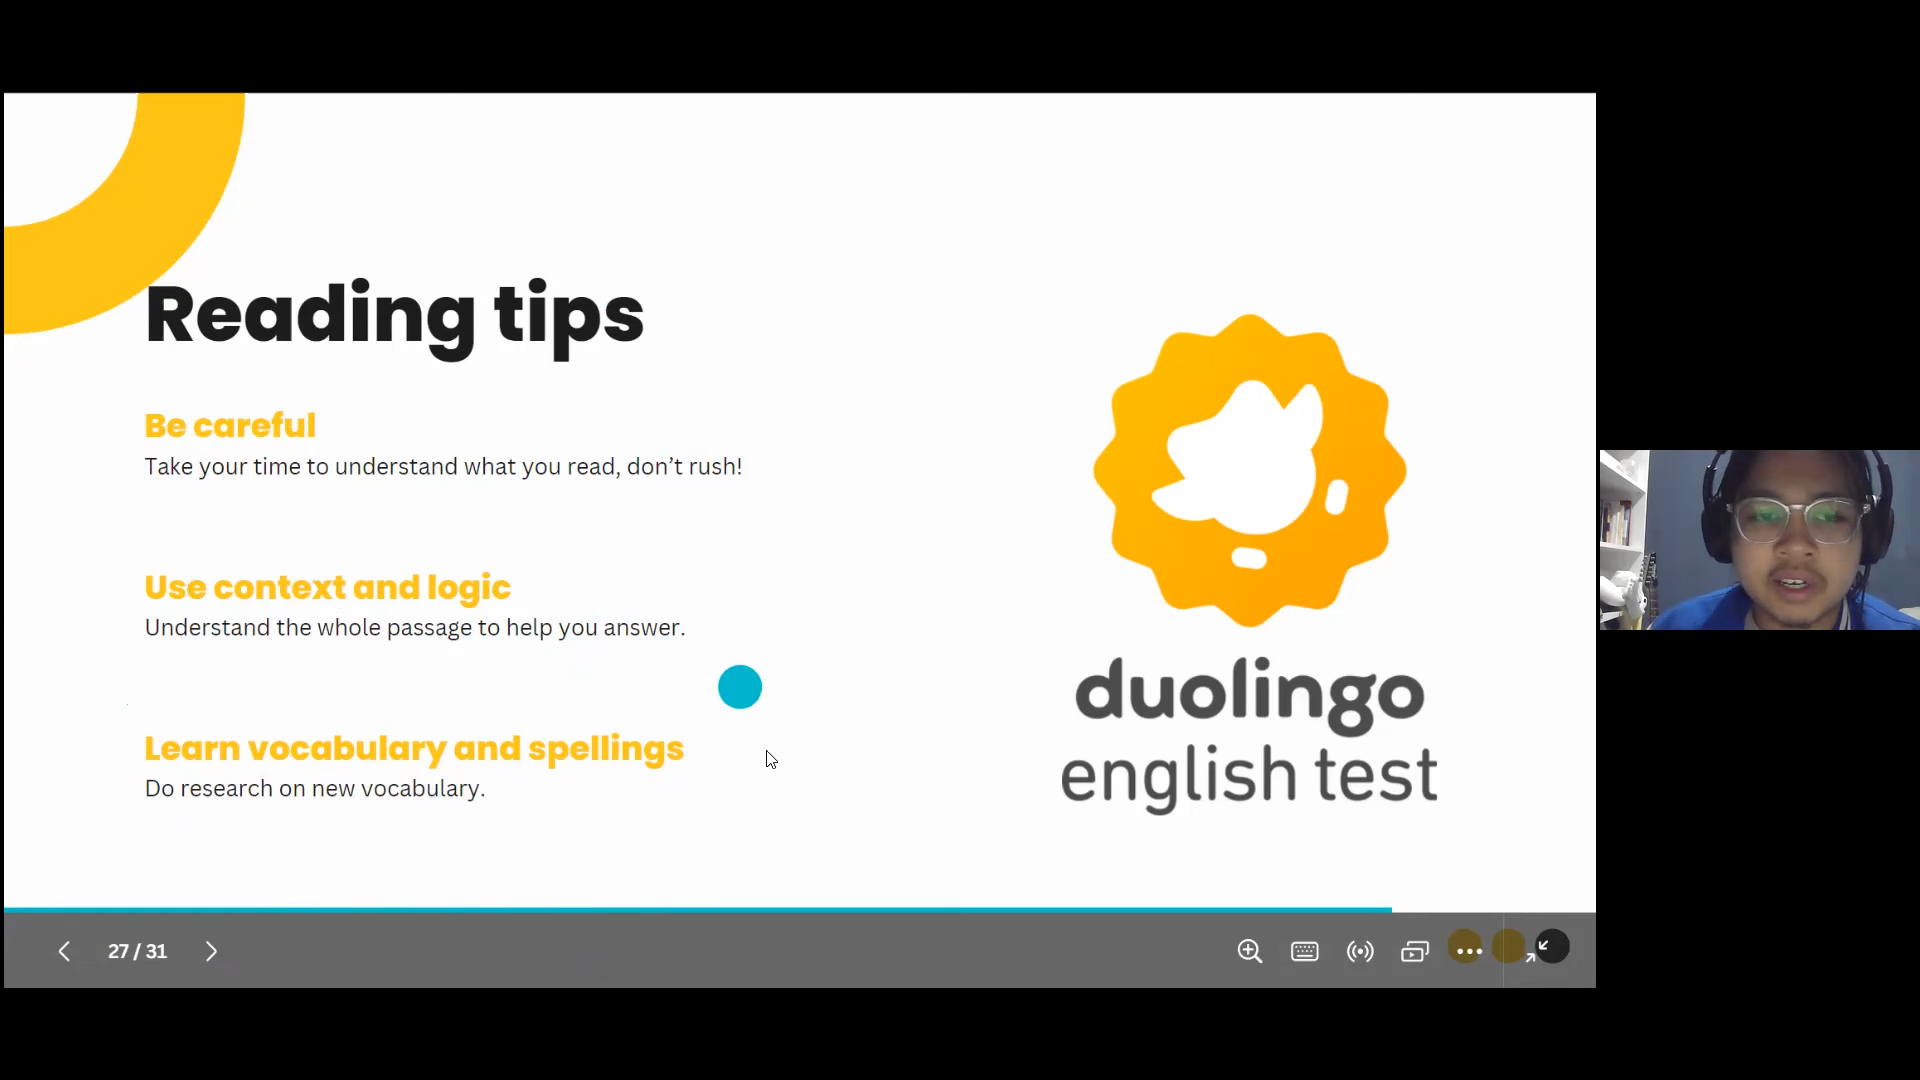 Reading tips
Be careful
Take your time to understand what you read, don’t rush!
Use context and logic
Understand the whole passage to help you answer.
Learn vocabulary and spellings
Do research on new vocabulary.
duolingo
english test
27 / 31